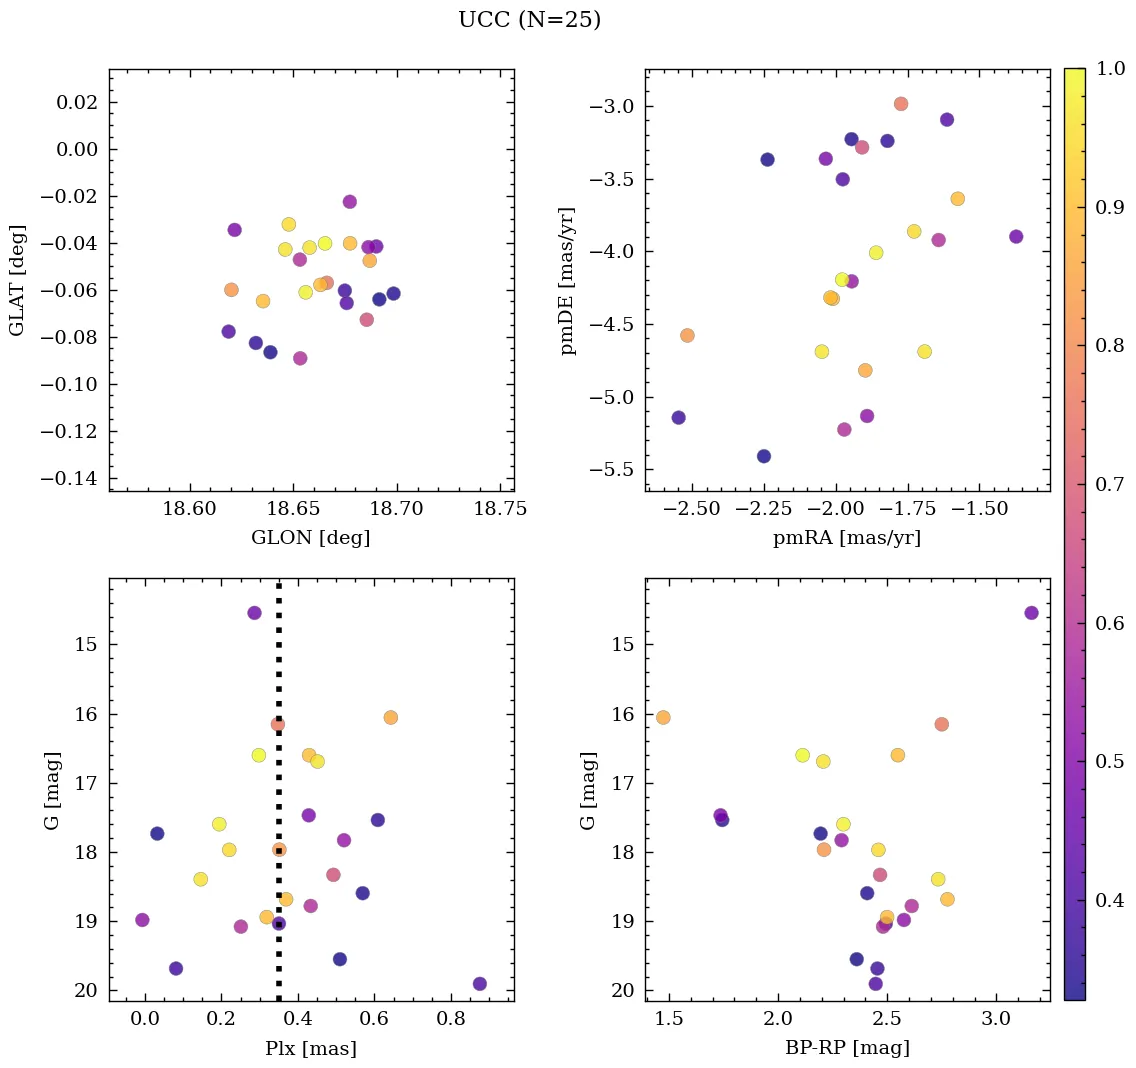 UCC (N=25)
0.02
0.00
−0.02
−0.04
−0.06
−0.08
−0.10
−0.12
−0.14
GLAT [deg]
18.60 18.65 18.70 18.75
GLON [deg]
−3.0
−3.5
−4.0
−4.5
−5.0
−5.5
pmDE [mas/yr]
−2.50 −2.25 −2.00 −1.75 −1.50
pmRA [mas/yr]
1.0
0.9
0.8
0.7
0.6
0.5
0.4
15
16
17
18
19
20
G [mag]
0.0 0.2 0.4 0.6 0.8
Plx [mas]
15
16
17
18
19
20
G [mag]
1.5 2.0 2.5 3.0
BP-RP [mag]